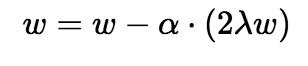 w = w − α · (2λw)